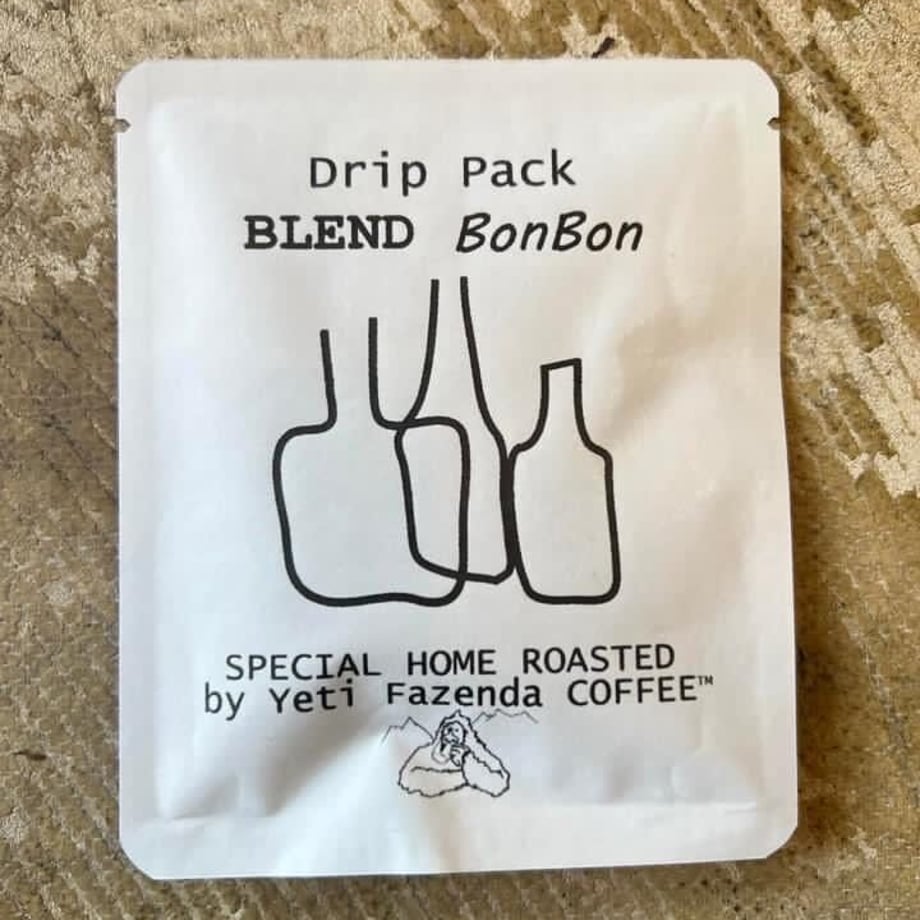 Drip Pack
BLEND BonBon
SPECIAL HOME ROASTED
by Yeti Fazenda COFFEE™